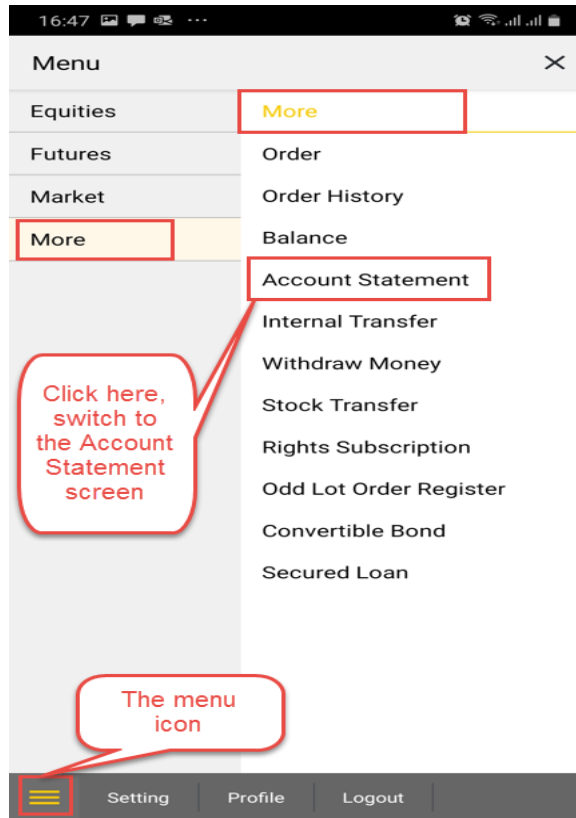 16:47 ...
Menu ×
Equities
Futures
Market
More
More
Order
Order History
Balance
Account Statement
Internal Transfer
Withdraw Money
Stock Transfer
Rights Subscription
Odd Lot Order Register
Convertible Bond
Secured Loan
Click here,
switch to
the Account
Statement
screen
The menu
icon
Setting Profile Logout